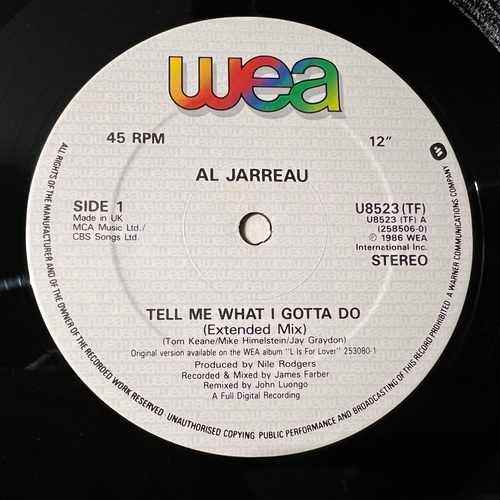 wea
45 RPM
12"
AL JARREAU
SIDE 1
Made in UK
MCA Music Ltd./
CBS Songs Ltd.
U8523 (TF)
U8523 (TF) A
(258506-0)
℗ 1986 WEA
International Inc.
STEREO
TELL ME WHAT I GOTTA DO
(Extended Mix)
(Tom Keane/Mike Himelstein/Jay Graydon)
Original version available on the WEA album "L Is For Lover" 253080-1
Produced by Nile Rodgers
Recorded & Mixed by James Farber
Remixed by John Luongo
A Full Digital Recording
ALL RIGHTS OF THE MANUFACTURER AND OF THE OWNER OF THE RECORDED WORK RESERVED UNAUTHORISED COPYING PUBLIC PERFORMANCE AND BROADCASTING OF THIS RECORD PROHIBITED A WARNER COMMUNICATIONS COMPANY